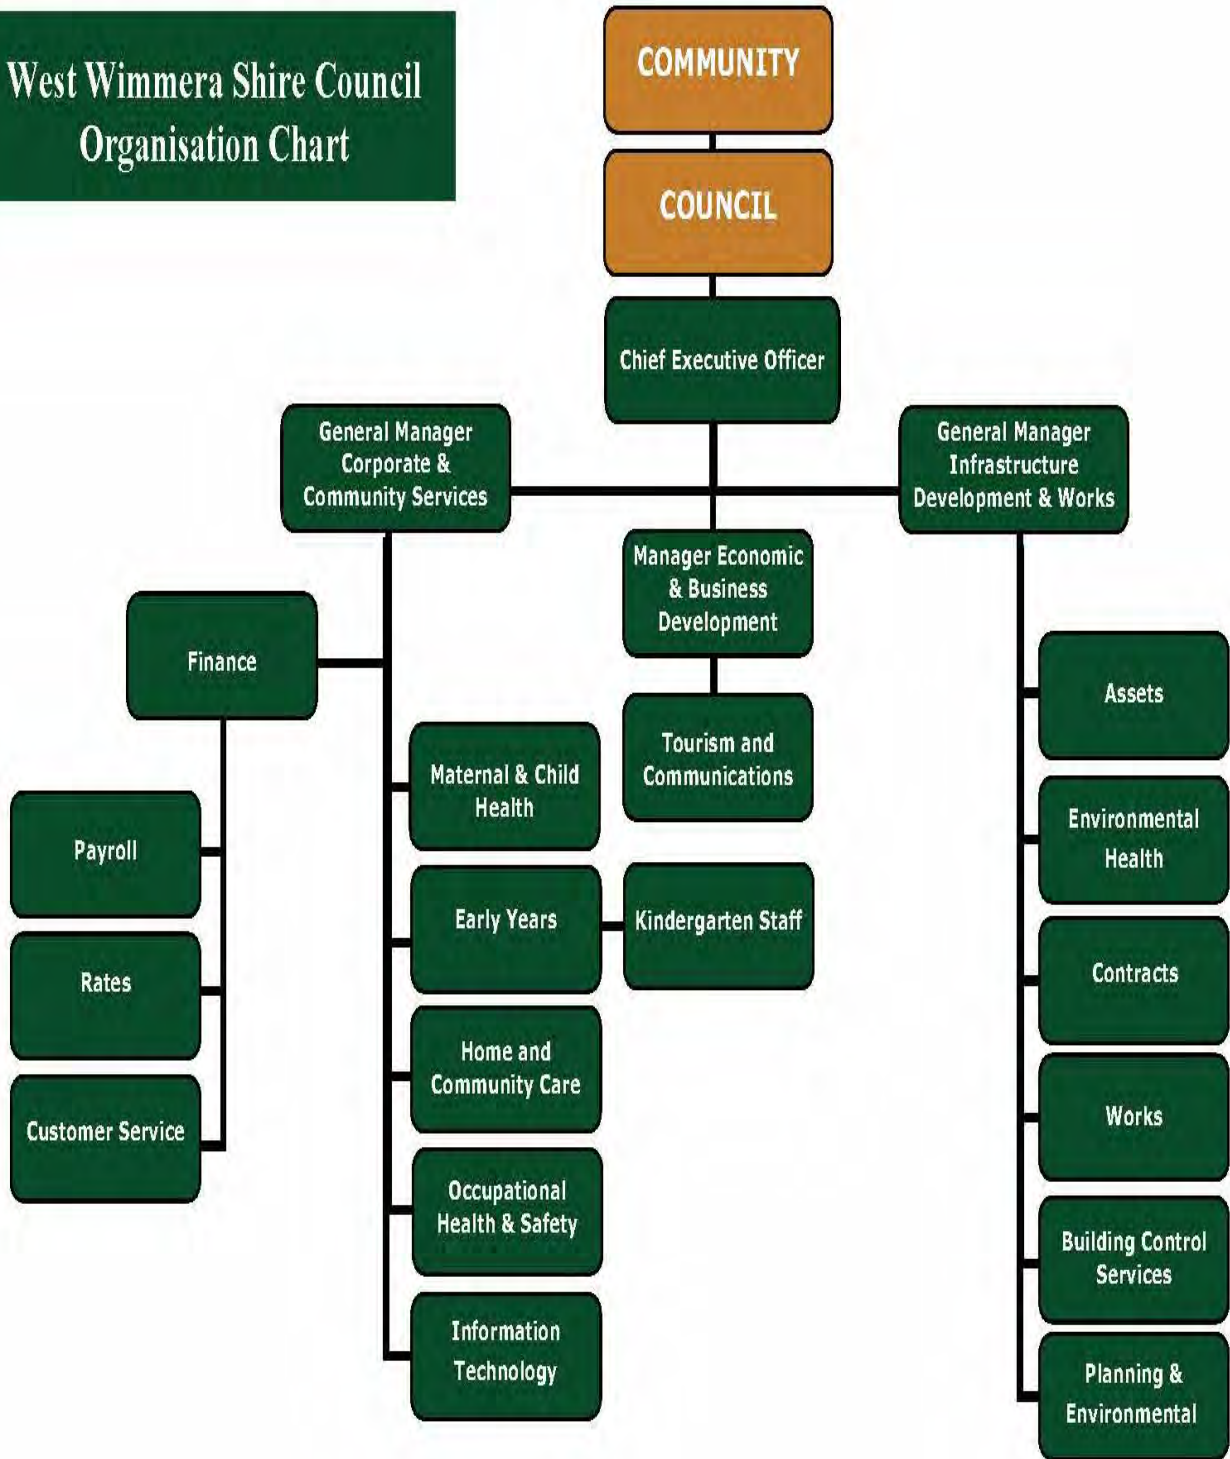 West Wimmera Shire Council
Organisation Chart
COMMUNITY
COUNCIL
Chief Executive Officer
General Manager
Corporate &
Community Services
General Manager
Infrastructure
Development & Works
Manager Economic
& Business
Development
Tourism and
Communications
Finance
Payroll
Rates
Customer Service
Maternal & Child
Health
Early Years
Kindergarten Staff
Home and
Community Care
Occupational
Health & Safety
Information
Technology
Assets
Environmental
Health
Contracts
Works
Building Control
Services
Planning &
Environmental